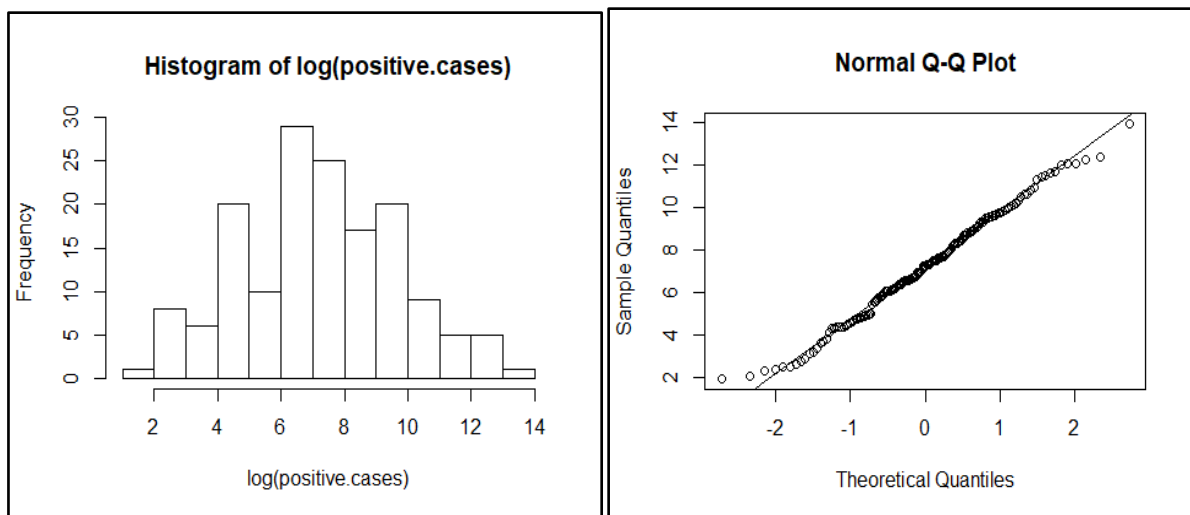 Histogram of log(positive.cases)
Frequency
30
25
20
15
10
5
0
2 4 6 8 10 12 14
log(positive.cases)
Normal Q-Q Plot
Sample Quantiles
14
12
10
8
6
4
2
-2 -1 0 1 2
Theoretical Quantiles